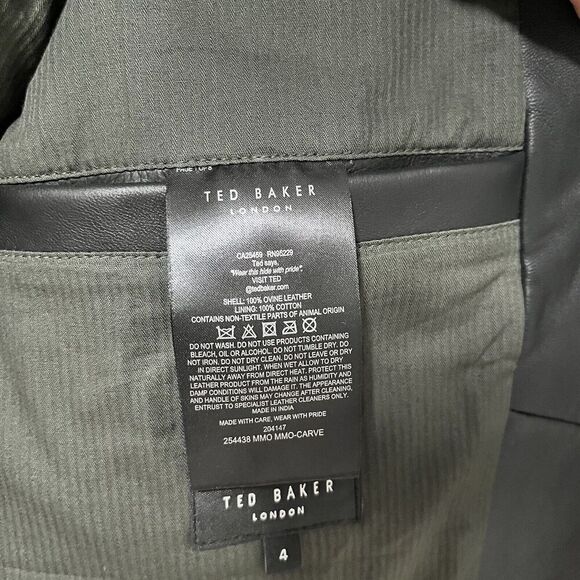 PAGE 1 OF 8
TED BAKER
LONDON
CA25459 RN95229
Ted says,
"Wear this hide with pride".
VISIT TED
@tedbaker.com
SHELL: 100% OVINE LEATHER
LINING: 100% COTTON
CONTAINS NON-TEXTILE PARTS OF ANIMAL ORIGIN
DO NOT WASH. DO NOT USE PRODUCTS CONTAINING
BLEACH, OIL OR ALCOHOL. DO NOT TUMBLE DRY. DO
NOT IRON. DO NOT DRY CLEAN. DO NOT LEAVE OR DRY
IN DIRECT SUNLIGHT. WHEN WET ALLOW TO DRY
NATURALLY AWAY FROM DIRECT HEAT. PROTECT THIS
LEATHER PRODUCT FROM THE RAIN AS HUMIDITY AND
DAMP CONDITIONS WILL DAMAGE IT. THE APPEARANCE
AND HANDLE OF SKINS MAY CHANGE AFTER CLEANING.
ENTRUST TO SPECIALIST LEATHER CLEANERS ONLY.
MADE IN INDIA
MADE WITH CARE, WEAR WITH PRIDE
204147
254438 MMO MMO-CARVE
TED BAKER
LONDON
4